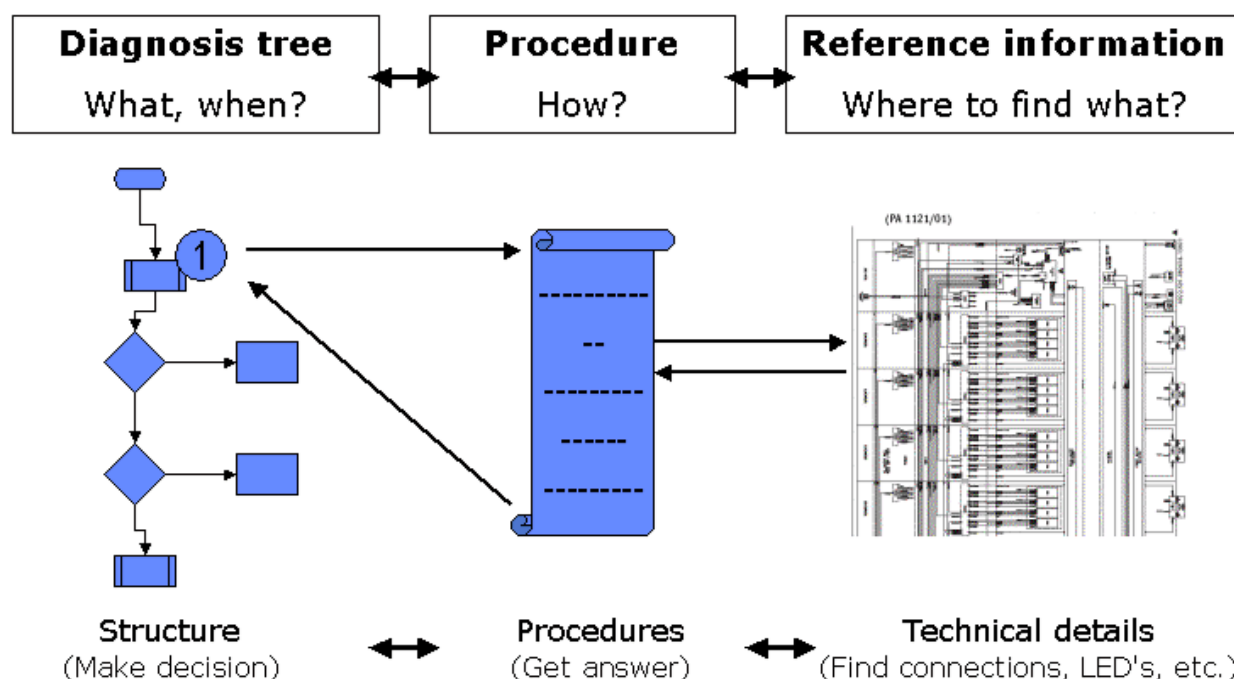 Diagnosis tree
What, when?
Procedure
How?
Reference information
Where to find what?
(PA 1121/01)
1
Structure
(Make decision)
Procedures
(Get answer)
Technical details
(Find connections, LED's, etc.)